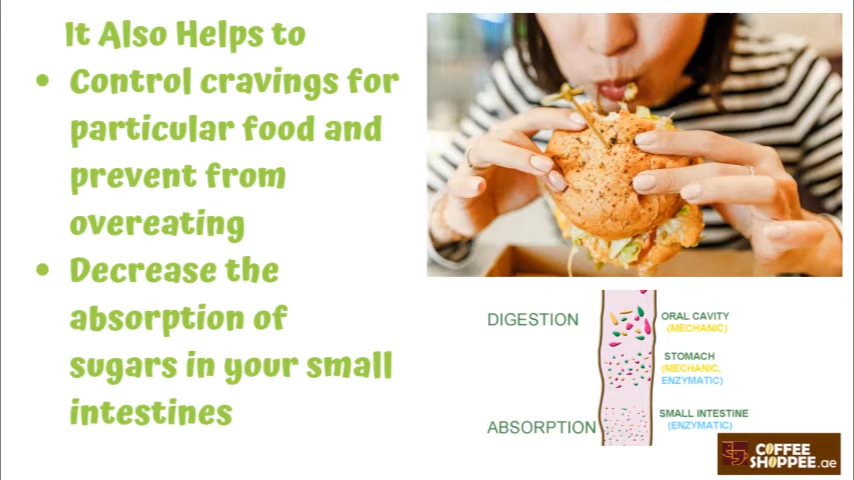 It Also Helps to
• Control cravings for
particular food and
prevent from
overeating
• Decrease the
absorption of
sugars in your small
intestines
DIGESTION
ORAL CAVITY
(MECHANIC)
STOMACH
(MECHANIC,
ENZYMATIC)
ABSORPTION
SMALL INTESTINE
(ENZYMATIC)
COFFEE
SHOPPEE.ae